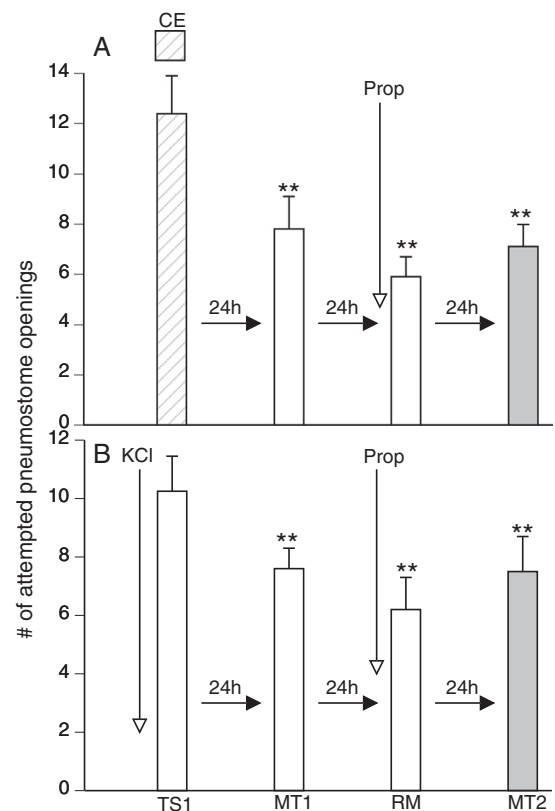 CE
A
14
12
10
8
6
4
2
0
Prop
**
**
**
24h
24h
24h
# of attempted pneumostome openings
B
12
10
8
6
4
2
0
KCl
Prop
**
**
**
24h
24h
24h
TS1 MT1 RM MT2